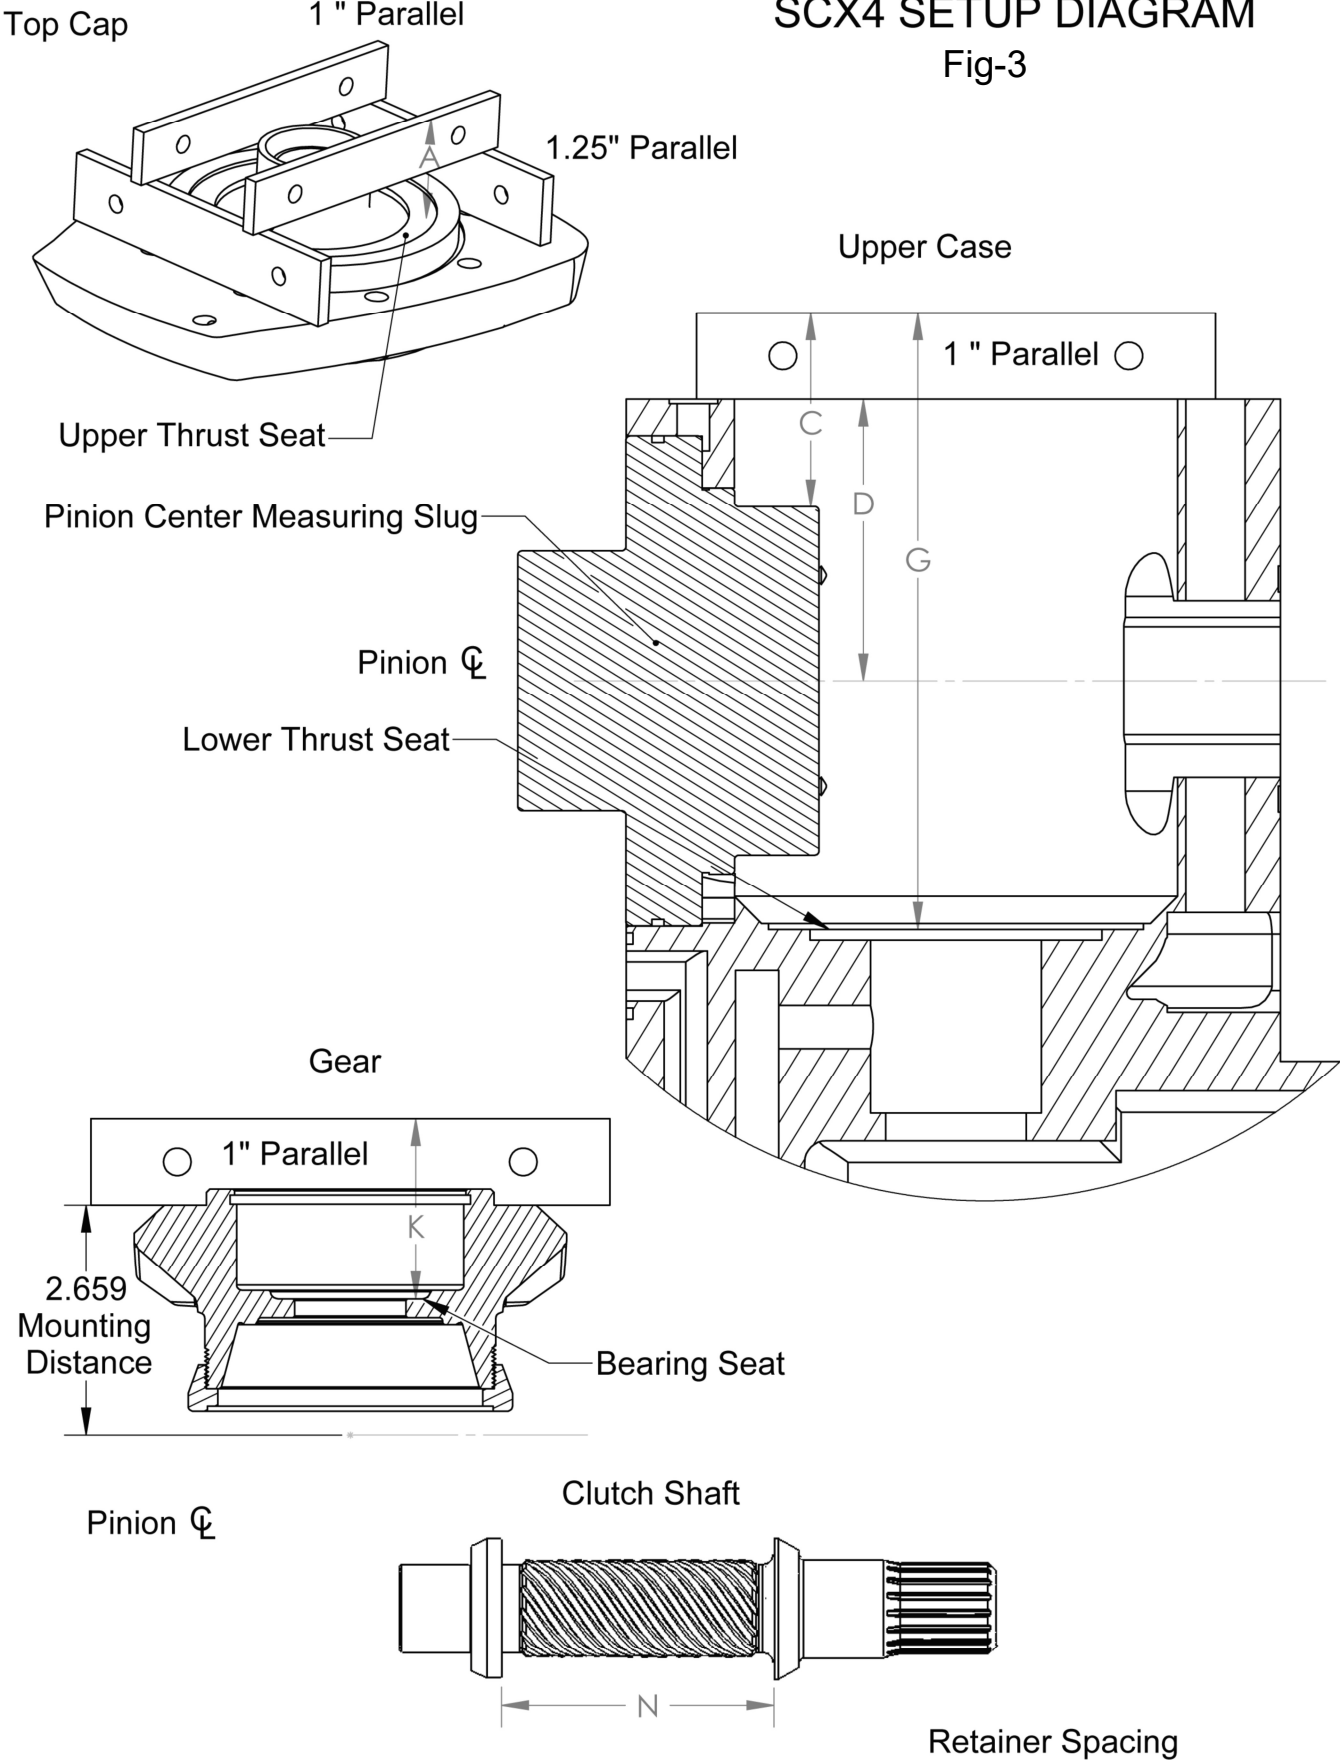 Top Cap
1 " Parallel
SCX4 SETUP DIAGRAM
Fig-3
1.25" Parallel
A
Upper Case
1 " Parallel
C
Upper Thrust Seat
D
Pinion Center Measuring Slug
G
Pinion ℄
Lower Thrust Seat
Gear
1" Parallel
K
2.659
Mounting
Distance
Bearing Seat
Clutch Shaft
Pinion ℄
N
Retainer Spacing